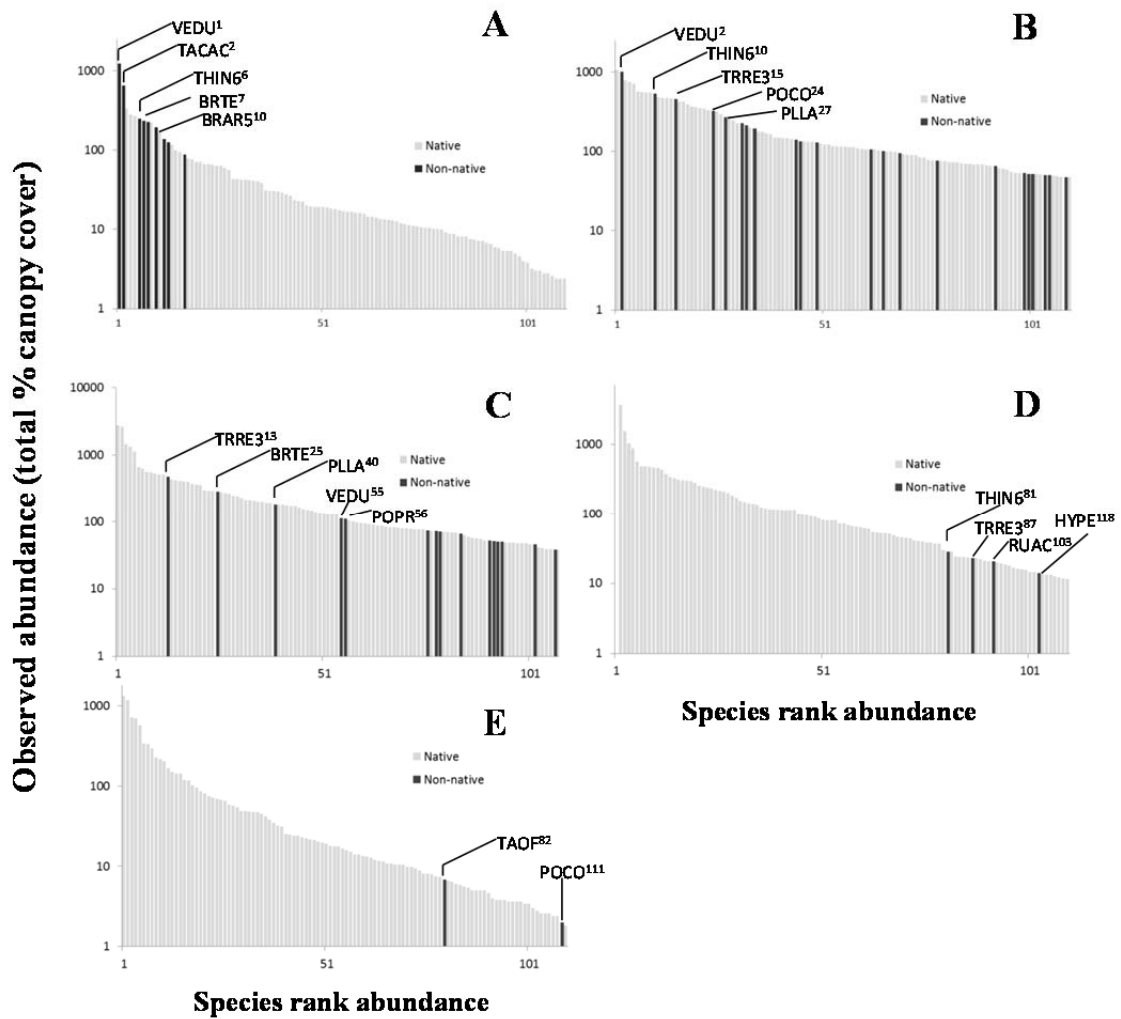 Observed abundance (total % canopy cover)
A
VEDU1
TACAC2
THIN66
BRTE7
BRAR510
Native
Non-native
1000
100
10
1
1
51
101
B
VEDU2
THIN610
TRRE315
POCO24
PLLA27
Native
Non-native
1000
100
10
1
1
51
101
C
TRRE313
BRTE25
PLLA40
VEDU55
POPR56
Native
Non-native
10000
1000
100
10
1
1
51
101
D
Native
Non-native
THIN681
TRRE387
RUAC103
HYPE118
1000
100
10
1
1
51
101
Species rank abundance
E
Native
Non-native
TAOF82
POCO111
1000
100
10
1
1
51
101
Species rank abundance